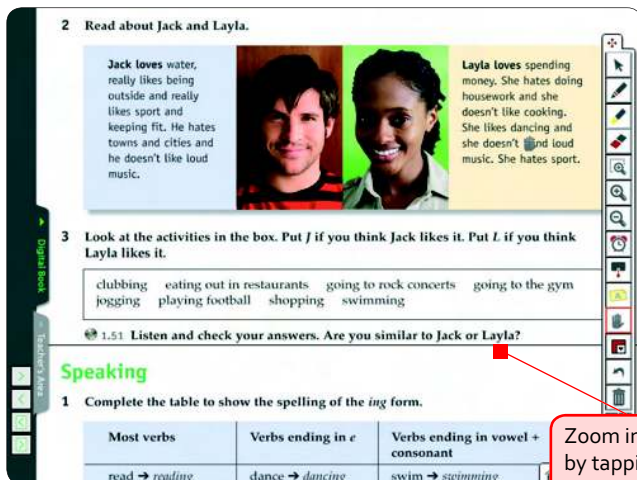 2 Read about Jack and Layla.
Jack loves water,
really likes being
outside and really
likes sport and
keeping fit. He hates
towns and cities and
he doesn't like loud
music.
Layla loves spending
money. She hates doing
housework and she
doesn't like cooking.
She likes dancing and
she doesn't nd loud
music. She hates sport.
3 Look at the activities in the box. Put J if you think Jack likes it. Put L if you think
Layla likes it.
clubbing eating out in restaurants going to rock concerts going to the gym
jogging playing football shopping swimming
1.51 Listen and check your answers. Are you similar to Jack or Layla?
Speaking
1 Complete the table to show the spelling of the ing form.
Most verbs Verbs ending in e Verbs ending in vowel +
consonant
read → reading dance → dancing swim → swimming
Digital Book
Teacher's Area
Zoom in
by tappi